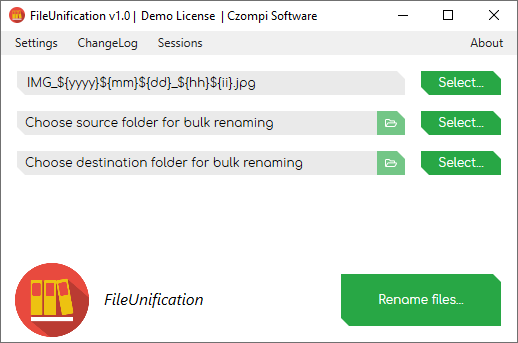 FileUnification v1.0 | Demo License | Czompi Software
Settings ChangeLog Sessions About
IMG_${yyyy}${mm}${dd}_${hh}${ii}.jpg Select...
Choose source folder for bulk renaming Select...
Choose destination folder for bulk renaming Select...
FileUnification Rename files...